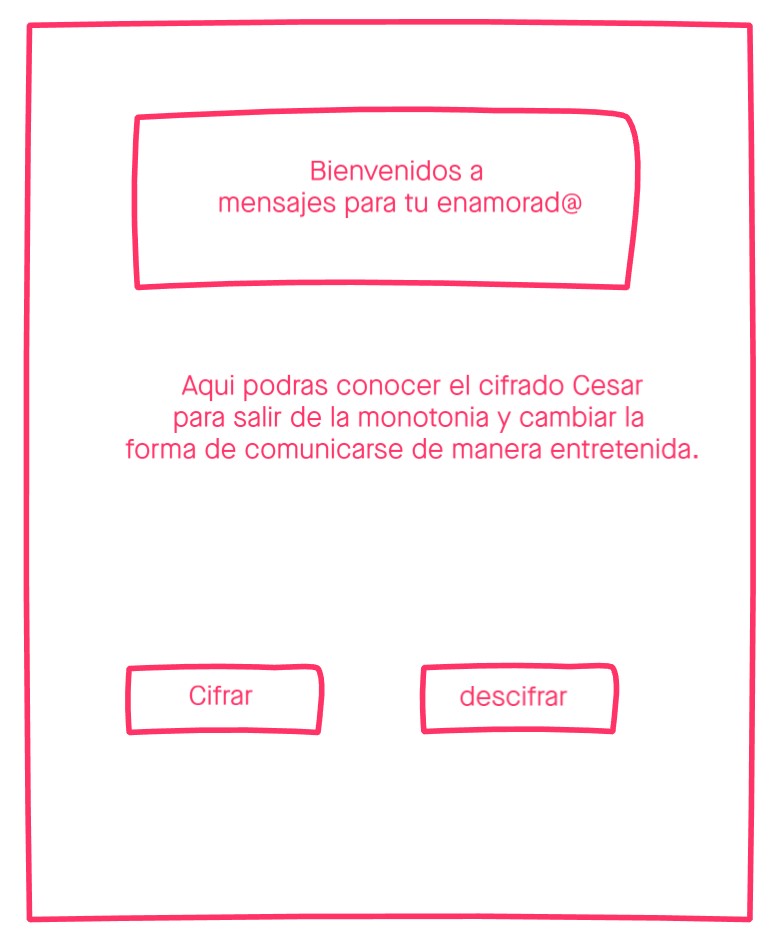 Bienvenidos a
mensajes para tu enamorad@
Aqui podras conocer el cifrado Cesar
para salir de la monotonia y cambiar la
forma de comunicarse de manera entretenida.
Cifrar
descifrar